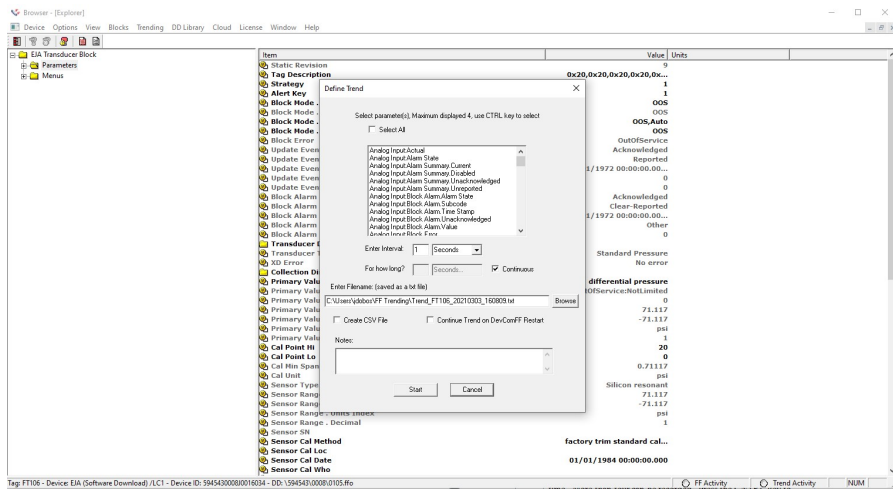 Browser - [Explorer]
Device Options View Blocks Trending DD Library Cloud License Window Help
EJA Transducer Block
Parameters
Menus
Item Value Units
Static Revision 9
Tag Description 0x20,0x20,0x20,0x20,0x...
Strategy 1
Alert Key 1
Block Mode . OOS
Block Mode . OOS
Block Mode . OOS,Auto
Block Mode . OOS
Block Error OutOfService
Update Even Acknowledged
Update Even Reported
Update Even 1/1972 00:00:00.00...
Update Even 0
Update Even 0
Block Alarm Acknowledged
Block Alarm Clear-Reported
Block Alarm 1/1972 00:00:00.00...
Block Alarm Other
Block Alarm 0
Transducer
Transducer Standard Pressure
XD Error No error
Collection Di
Primary Valu differential pressure
Primary Valu OfService:NotLimited
Primary Valu 0
Primary Valu 71.117
Primary Valu -71.117
Primary Valu psi
Primary Valu 1
Cal Point Hi 20
Cal Point Lo 0
Cal Min Span 0.71117
Cal Unit psi
Sensor Type Silicon resonant
Sensor Rang 71.117
Sensor Rang -71.117
Sensor Range . Units Index psi
Sensor Range . Decimal 1
Sensor SN
Sensor Cal Method factory trim standard cal...
Sensor Cal Loc
Sensor Cal Date 01/01/1984 00:00:00.000
Sensor Cal Who
Define Trend
Select parameter(s), Maximum displayed 4, use CTRL key to select
Select All
Analog Input.Actual
Analog Input.Alarm State
Analog Input.Alarm Summary.Current
Analog Input.Alarm Summary.Disabled
Analog Input.Alarm Summary.Unacknowledged
Analog Input.Alarm Summary.Unreported
Analog Input.Block Alarm.Alarm State
Analog Input.Block Alarm.Subcode
Analog Input.Block Alarm.Time Stamp
Analog Input.Block Alarm.Unacknowledged
Analog Input.Block Alarm.Value
Analog Input.Block Error
Enter Interval: 1 Seconds
For how long? Seconds... Continuous
Enter Filename: (saved as a txt file)
C:\Users\jdobos\FF Trending\Trend_FT106_20210303_160809.txt Browse
Create CSV File Continue Trend on DevComFF Restart
Notes:
Start Cancel
Tag: FT106 - Device: EJA (Software Download) /LC1 - Device ID: 5945430008J0016034 - DD: \594543\0008\0105.ffo FF Activity Trend Activity NUM